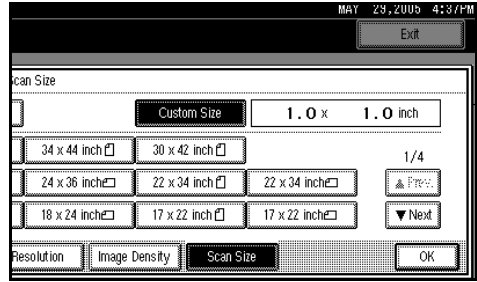 MAY 29,2005 4:37PM
Exit
Scan Size
Custom Size 1.0 x 1.0 inch
34 x 44 inch 30 x 42 inch 1/4
24 x 36 inch 22 x 34 inch 22 x 34 inch ▲ Prev.
18 x 24 inch 17 x 22 inch 17 x 22 inch ▼ Next
Resolution Image Density Scan Size OK